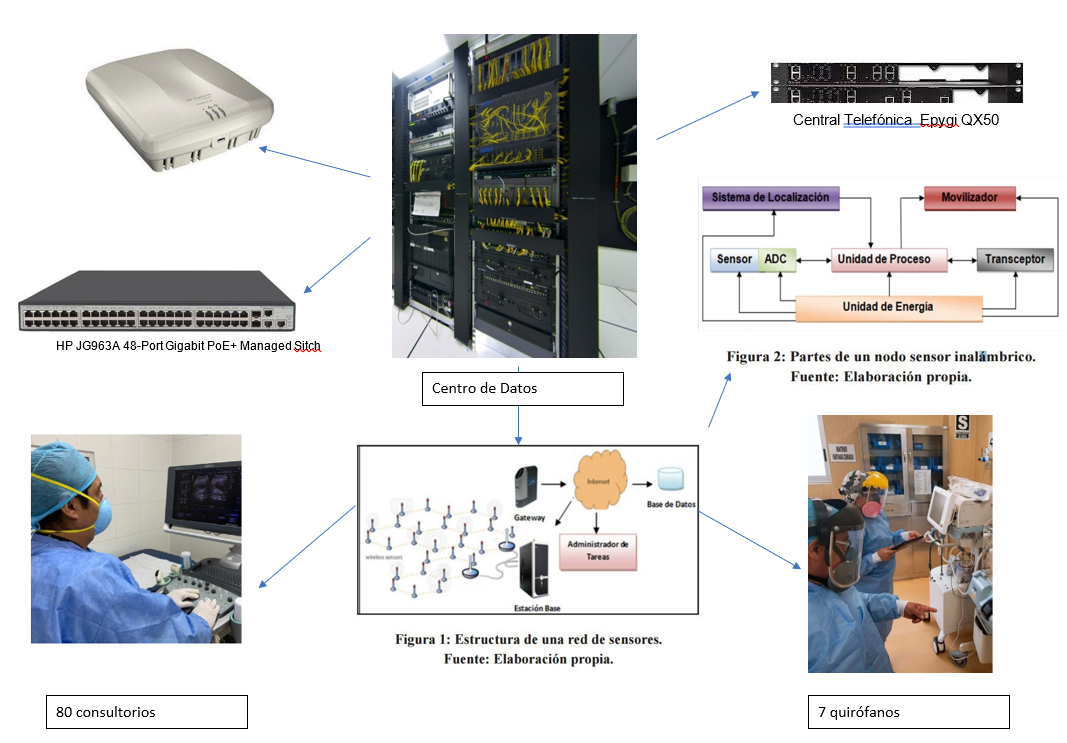 Central Telefónica Epygi QX50
Sistema de Localización
Movilizador
Sensor
ADC
Unidad de Proceso
Transceptor
Unidad de Energía
HP JG963A 48-Port Gigabit PoE+ Managed Sitch
Figura 2: Partes de un nodo sensor inalámbrico.
Fuente: Elaboración propia.
Centro de Datos
Internet
Gateway
Base de Datos
wireless sensors
Administrador de
Tareas
Estación Base
S
Figura 1: Estructura de una red de sensores.
Fuente: Elaboración propia.
80 consultorios
7 quirófanos